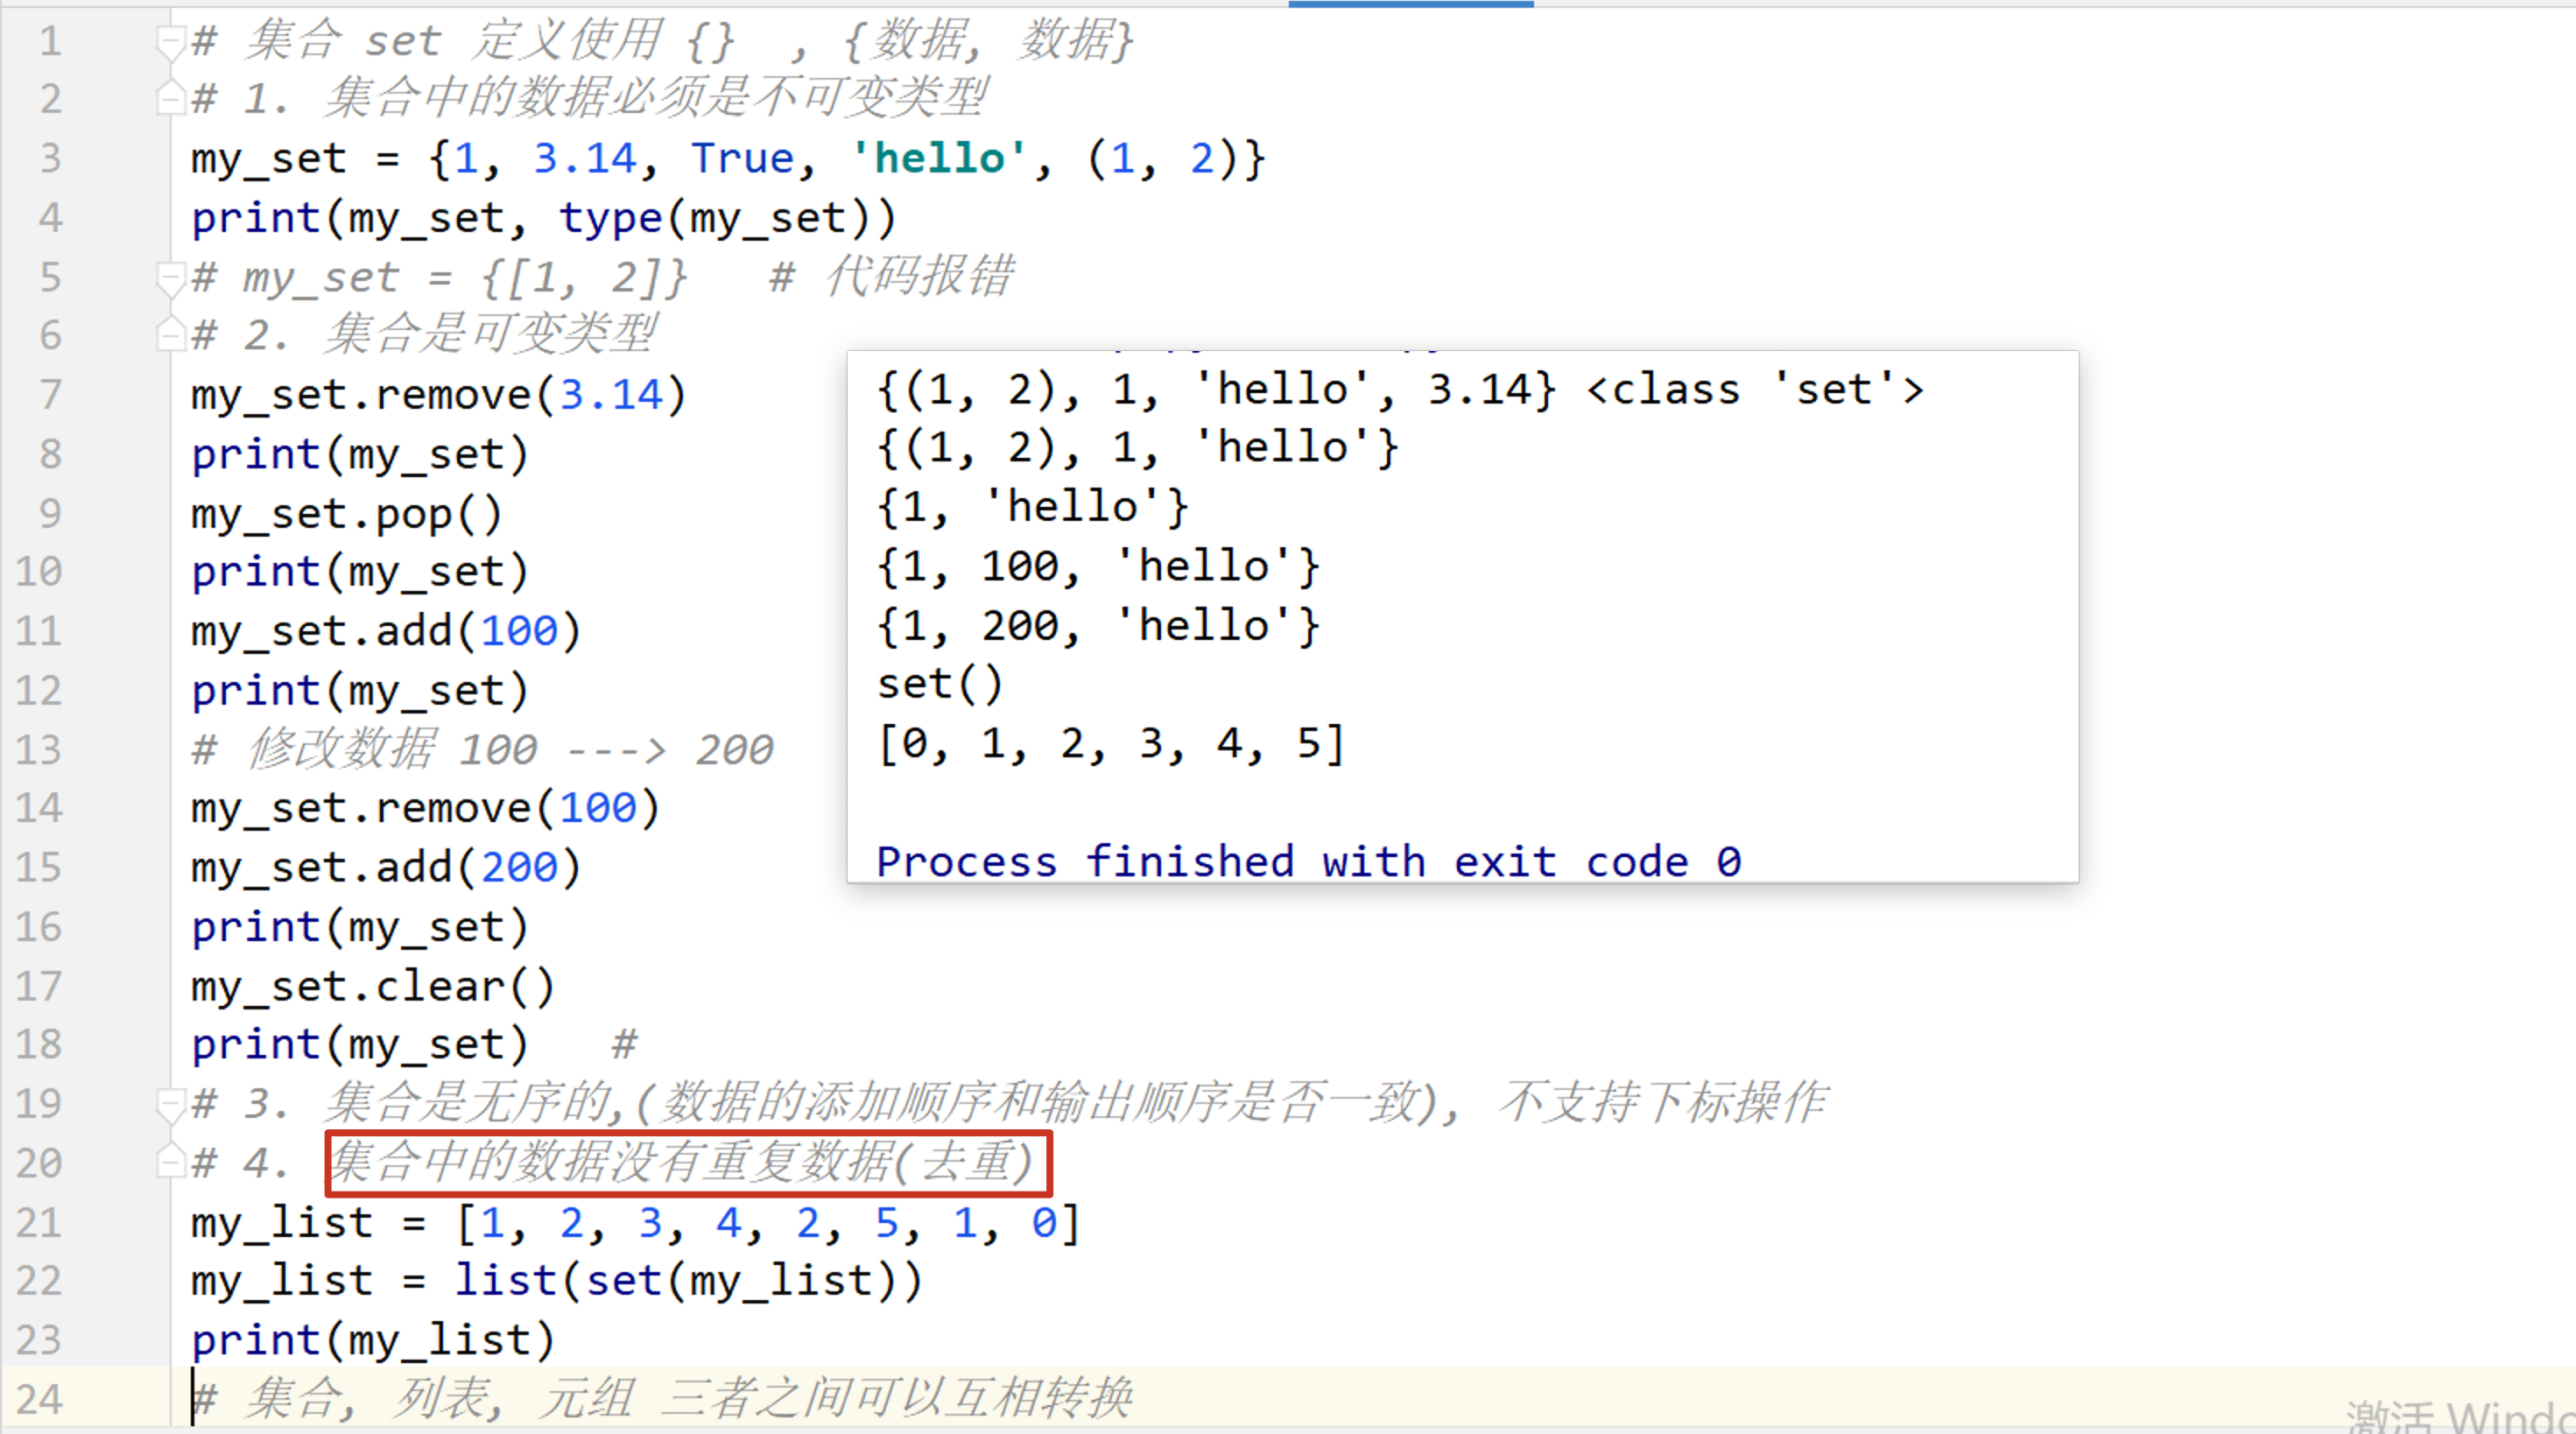 1 # 集合 set 定义使用 {} , {数据, 数据}
2 # 1. 集合中的数据必须是不可变类型
3 my_set = {1, 3.14, True, 'hello', (1, 2)}
4 print(my_set, type(my_set))
5 # my_set = {[1, 2]} # 代码报错
6 # 2. 集合是可变类型
7 my_set.remove(3.14)
8 print(my_set)
9 my_set.pop()
10 print(my_set)
11 my_set.add(100)
12 print(my_set)
13 # 修改数据 100 ---> 200
14 my_set.remove(100)
15 my_set.add(200)
16 print(my_set)
17 my_set.clear()
18 print(my_set) #
19 # 3. 集合是无序的,(数据的添加顺序和输出顺序是否一致), 不支持下标操作
20 # 4. 集合中的数据没有重复数据(去重)
21 my_list = [1, 2, 3, 4, 2, 5, 1, 0]
22 my_list = list(set(my_list))
23 print(my_list)
24 # 集合, 列表, 元组 三者之间可以互相转换
{(1, 2), 1, 'hello', 3.14} <class 'set'>
{(1, 2), 1, 'hello'}
{1, 'hello'}
{1, 100, 'hello'}
{1, 200, 'hello'}
set()
[0, 1, 2, 3, 4, 5]
Process finished with exit code 0
激活 Windo